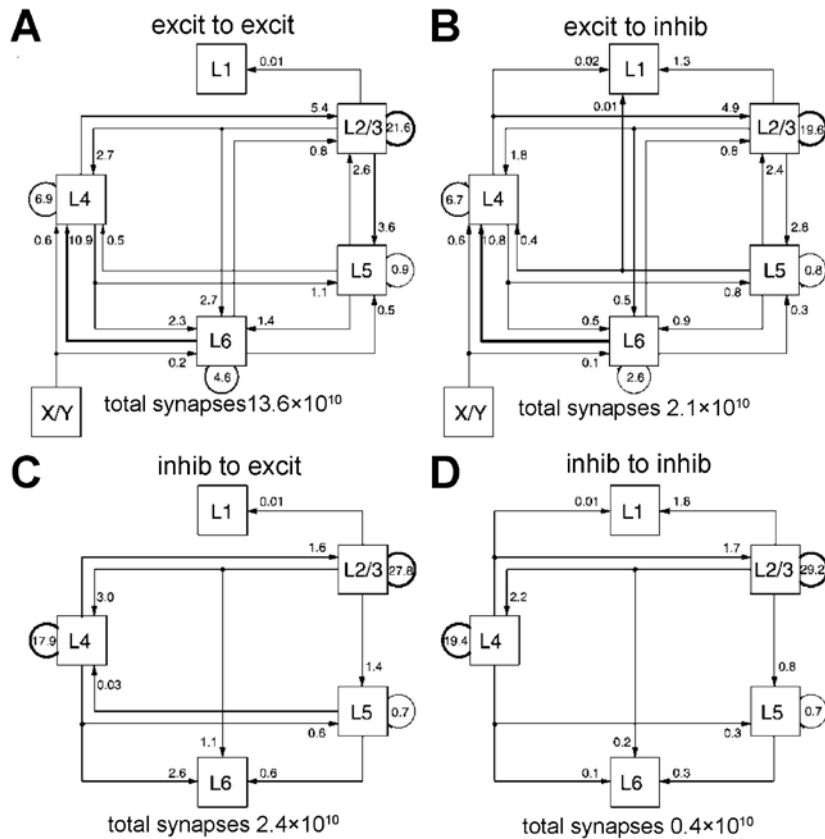 A
excit to excit
L1
0.01
5.4
L2/3
21.6
0.8
2.7
2.6
6.9
L4
0.6
10.9
0.5
3.6
L5
0.9
1.1
2.7
0.5
2.3
L6
1.4
0.2
4.6
X/Y
total synapses13.6×10¹⁰
B
excit to inhib
0.02
L1
1.3
0.01
4.9
L2/3
19.6
0.8
1.8
2.4
6.7
L4
0.6
10.8
0.4
2.8
L5
0.8
0.8
0.5
0.3
0.5
L6
0.9
0.1
2.6
X/Y
total synapses 2.1×10¹⁰
C
inhib to excit
L1
0.01
1.6
L2/3
27.8
3.0
17.9
L4
0.03
1.4
L5
0.7
0.6
1.1
2.6
L6
0.6
total synapses 2.4×10¹⁰
D
inhib to inhib
0.01
L1
1.8
1.7
L2/3
29.2
2.2
19.4
L4
0.8
L5
0.7
0.3
0.2
0.1
L6
0.3
total synapses 0.4×10¹⁰